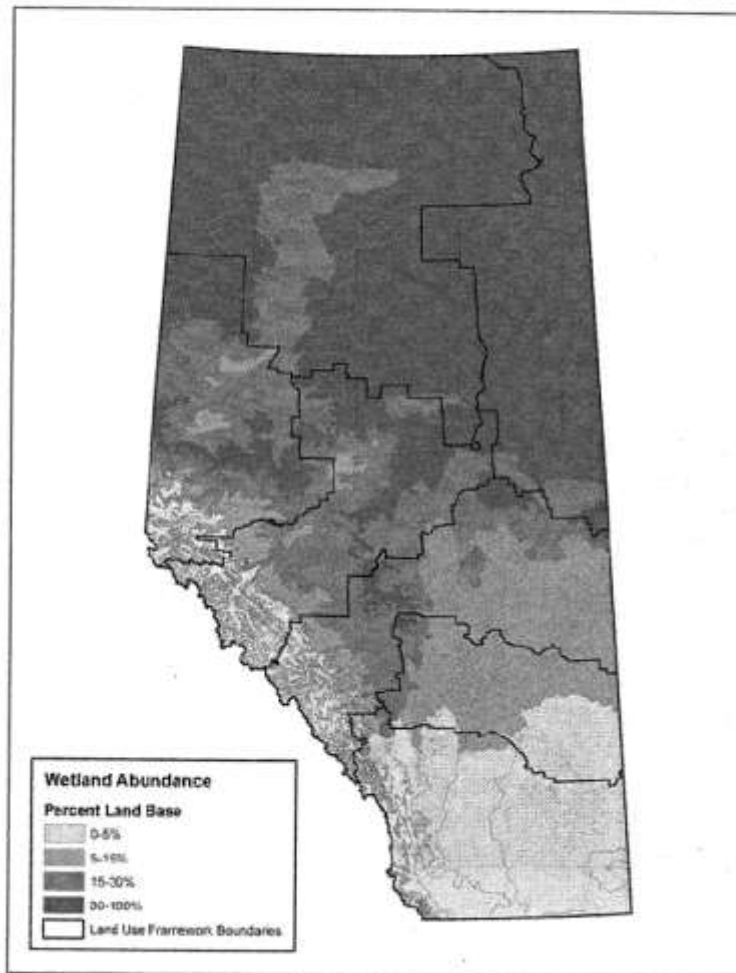 Wetland Abundance
Percent Land Base
0-5%
5-15%
15-30%
30-100%
Land Use Framework Boundaries